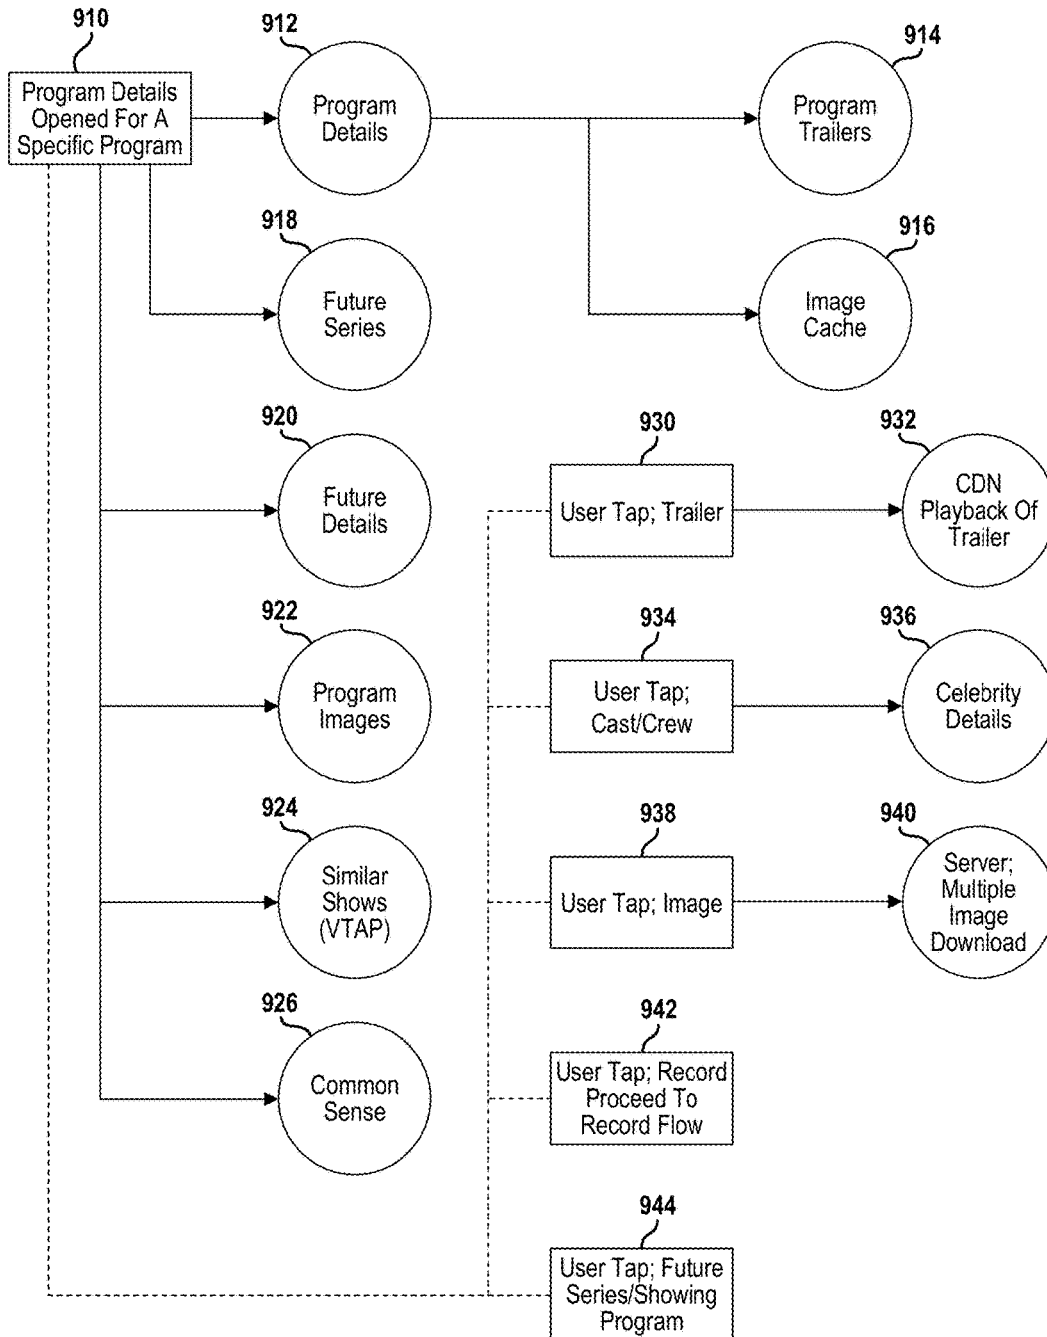 910
912
914
Program Details
Opened For A
Specific Program
Program
Details
Program
Trailers
918
916
Future
Series
Image
Cache
920
930
932
Future
Details
User Tap; Trailer
CDN
Playback Of
Trailer
922
934
936
Program
Images
User Tap;
Cast/Crew
Celebrity
Details
924
938
940
Similar
Shows
(VTAP)
User Tap; Image
Server;
Multiple
Image
Download
926
942
Common
Sense
User Tap; Record
Proceed To
Record Flow
944
User Tap; Future
Series/Showing
Program